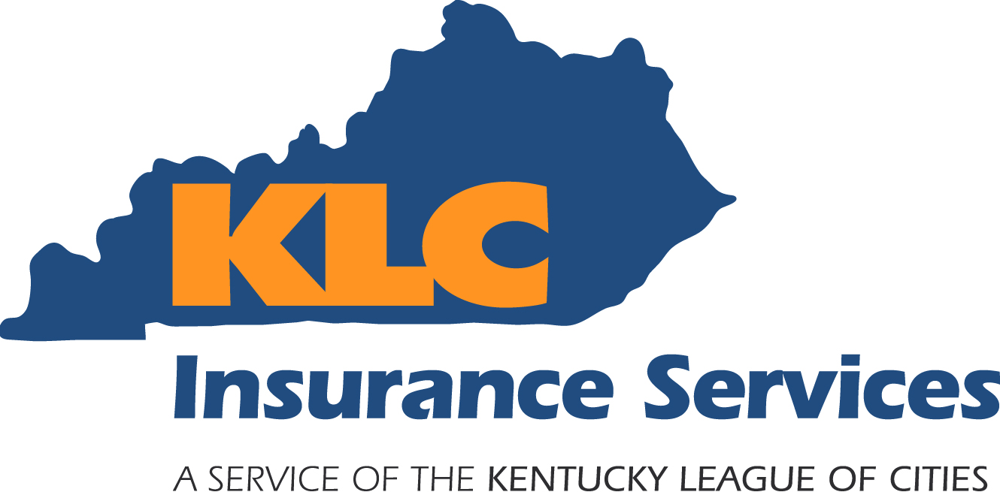 KLC
Insurance Services
A SERVICE OF THE KENTUCKY LEAGUE OF CITIES